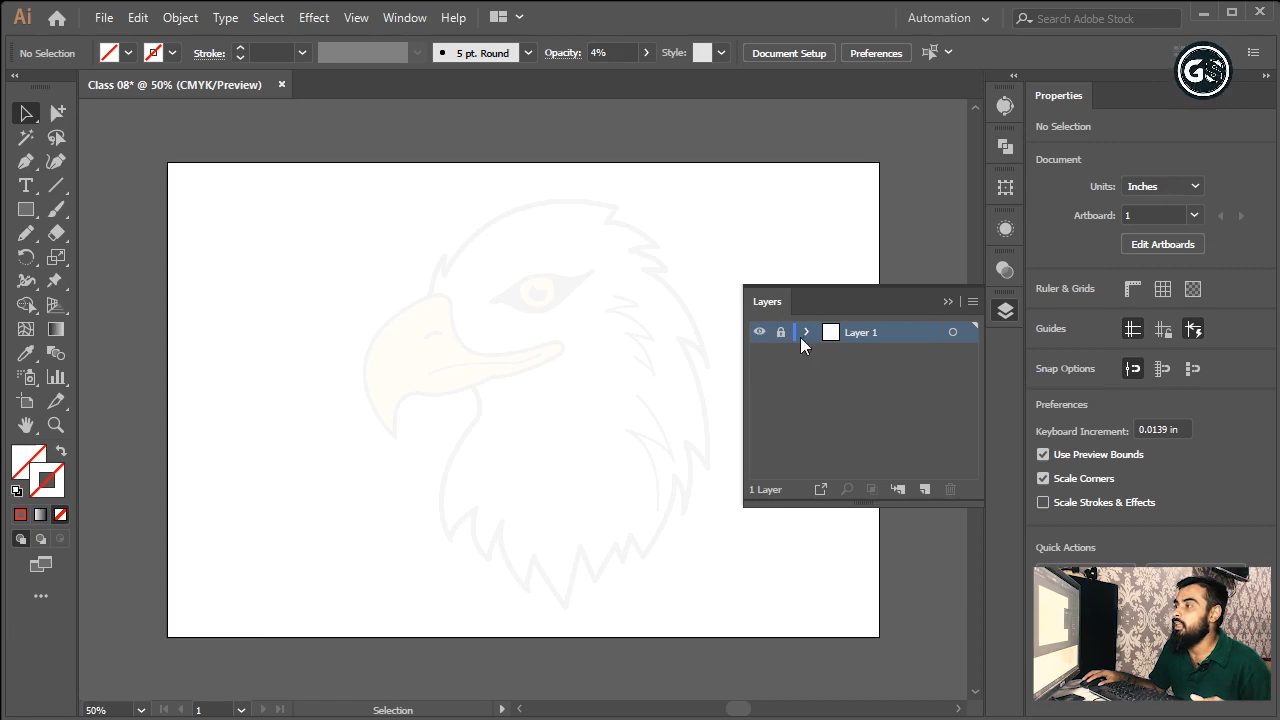 Ai File Edit Object Type Select Effect View Window Help Automation Search Adobe Stock
No Selection Stroke: 5 pt. Round Opacity: 4% Style: Document Setup Preferences
GS
Class 08* @ 50% (CMYK/Preview) ×
Properties
No Selection
Document
Units: Inches
Artboard: 1
Edit Artboards
Ruler & Grids
Layers
Layer 1
Guides
Snap Options
Preferences
Keyboard Increment: 0.0139 in
Use Preview Bounds
Scale Corners
1 Layer
Scale Strokes & Effects
Quick Actions
50% 1 Selection